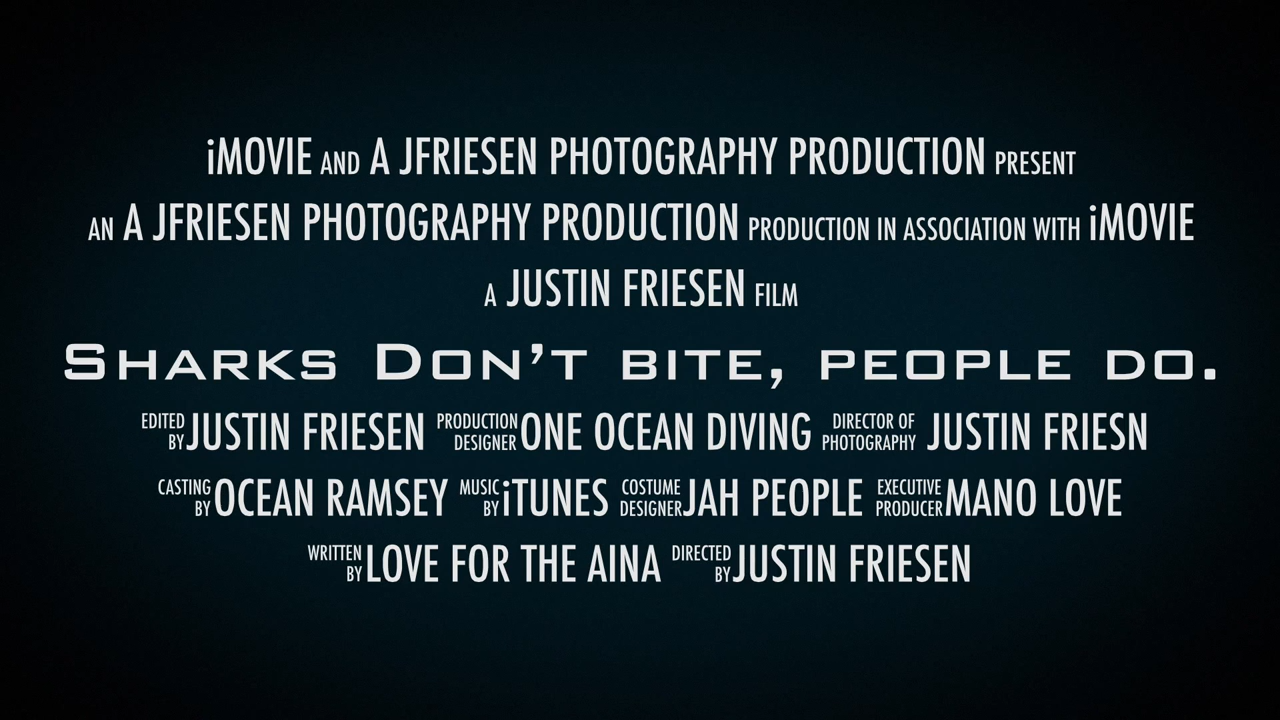 iMOVIE AND A JFRIESEN PHOTOGRAPHY PRODUCTION PRESENT
AN A JFRIESEN PHOTOGRAPHY PRODUCTION PRODUCTION IN ASSOCIATION WITH iMOVIE
A JUSTIN FRIESEN FILM
SHARKS DON'T BITE, PEOPLE DO.
EDITED BY JUSTIN FRIESEN PRODUCTION DESIGNER ONE OCEAN DIVING DIRECTOR OF PHOTOGRAPHY JUSTIN FRIESN
CASTING BY OCEAN RAMSEY MUSIC BY iTUNES COSTUME DESIGNER JAH PEOPLE EXECUTIVE PRODUCER MANO LOVE
WRITTEN BY LOVE FOR THE AINA DIRECTED BY JUSTIN FRIESEN